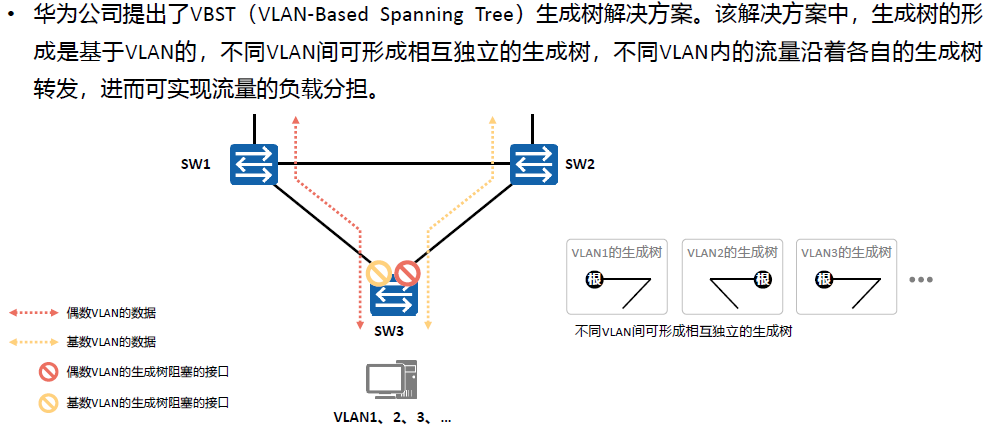 • 华为公司提出了VBST（VLAN-Based Spanning Tree）生成树解决方案。该解决方案中，生成树的形
成是基于VLAN的，不同VLAN间可形成相互独立的生成树，不同VLAN内的流量沿着各自的生成树
转发，进而可实现流量的负载分担。
SW1
SW2
SW3
VLAN1、2、3、…
偶数VLAN的数据
基数VLAN的数据
偶数VLAN的生成树阻塞的接口
基数VLAN的生成树阻塞的接口
VLAN1的生成树
VLAN2的生成树
VLAN3的生成树
根
根
根
不同VLAN间可形成相互独立的生成树